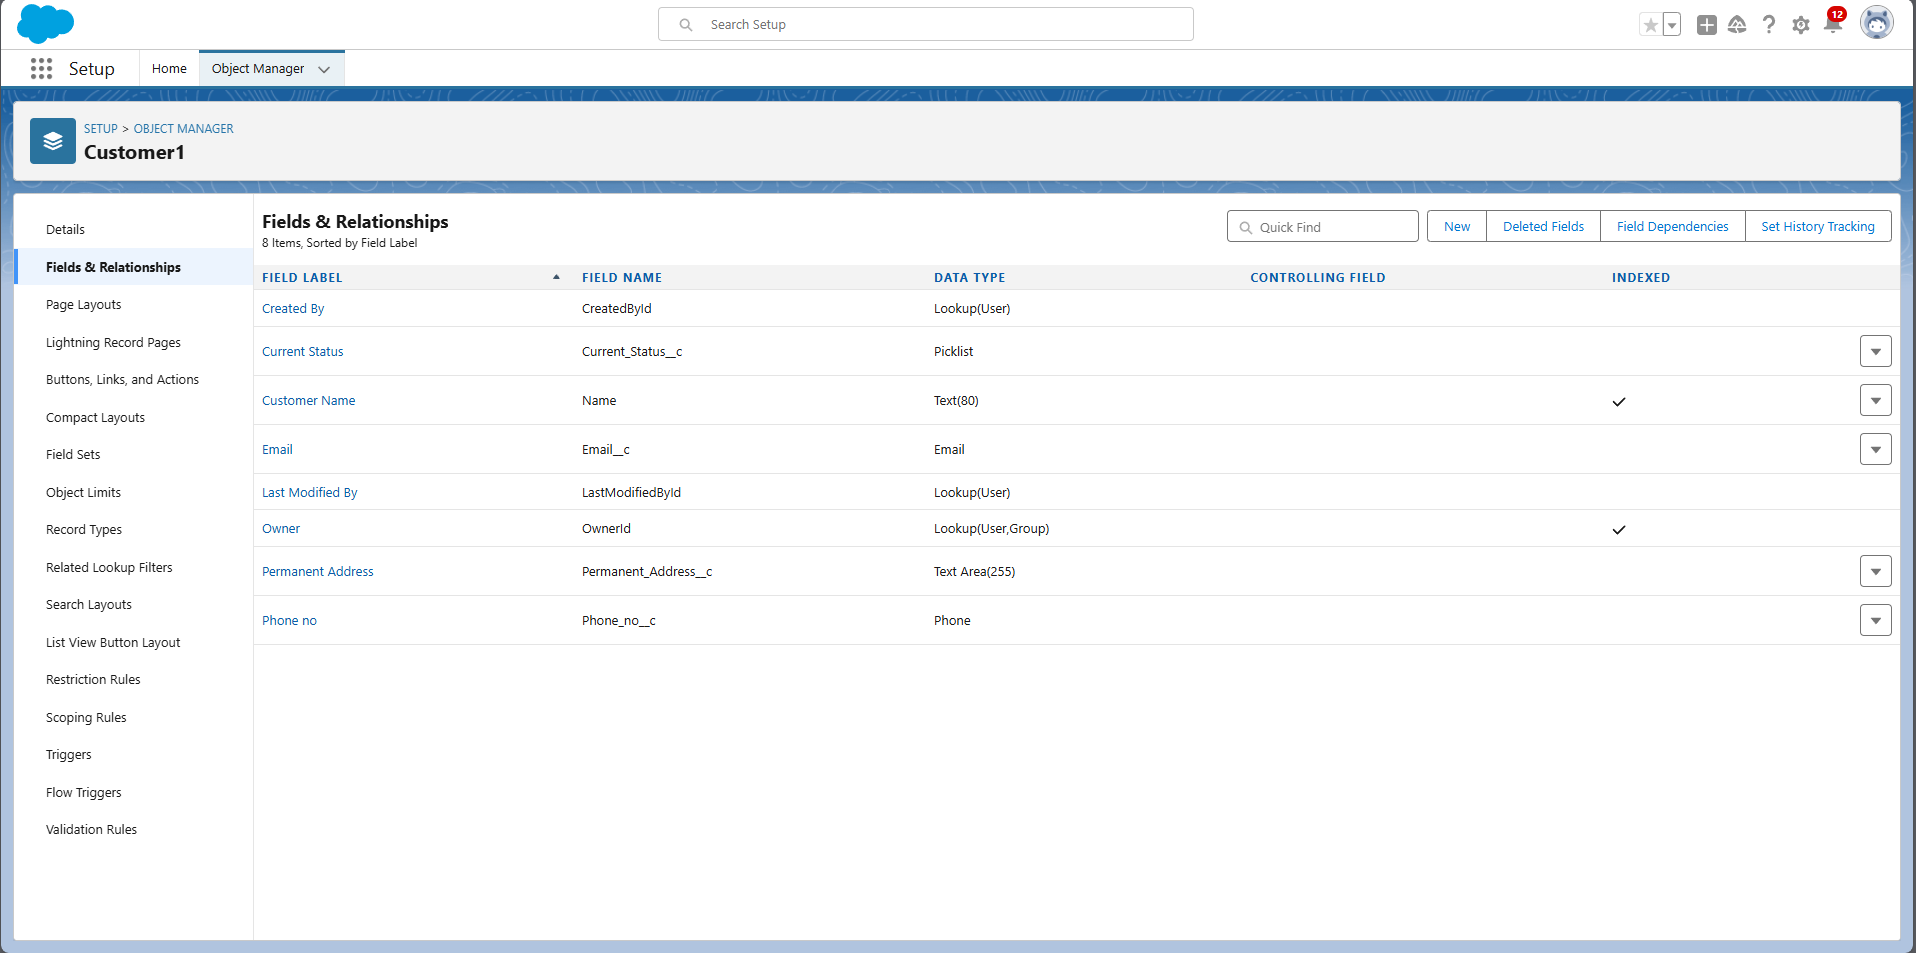 Search Setup
12
Setup
Home
Object Manager
SETUP > OBJECT MANAGER
Customer1
Details
Fields & Relationships
Page Layouts
Lightning Record Pages
Buttons, Links, and Actions
Compact Layouts
Field Sets
Object Limits
Record Types
Related Lookup Filters
Search Layouts
List View Button Layout
Restriction Rules
Scoping Rules
Triggers
Flow Triggers
Validation Rules
Fields & Relationships
8 Items, Sorted by Field Label
Quick Find
New
Deleted Fields
Field Dependencies
Set History Tracking
FIELD LABEL FIELD NAME DATA TYPE CONTROLLING FIELD INDEXED
Created By CreatedById Lookup(User)
Current Status Current_Status__c Picklist
Customer Name Name Text(80)
Email Email__c Email
Last Modified By LastModifiedById Lookup(User)
Owner OwnerId Lookup(User,Group)
Permanent Address Permanent_Address__c Text Area(255)
Phone no Phone_no__c Phone